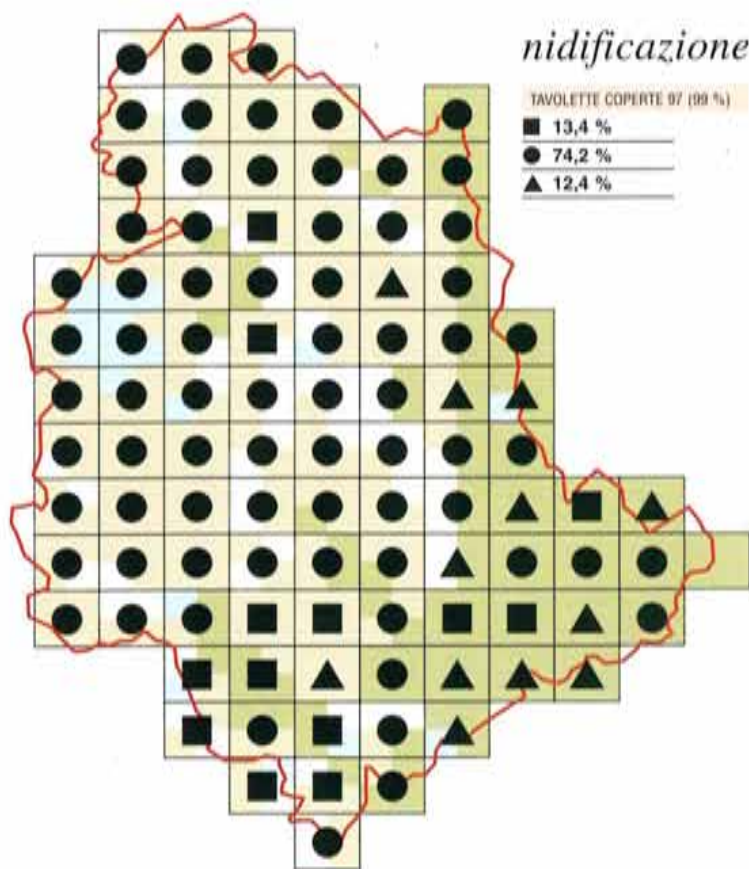 nidificazione
TAVOLETTE COPERTE 97 (99 %)
■ 13,4 %
● 74,2 %
▲ 12,4 %